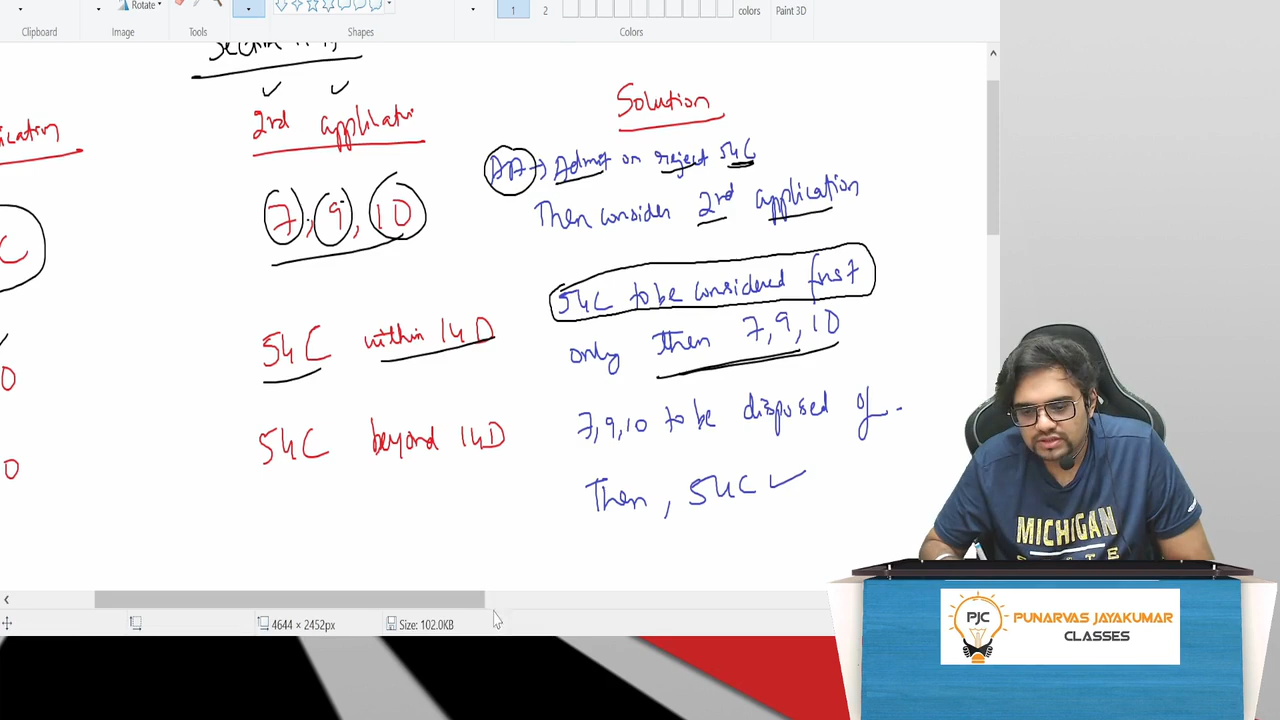 Rotate
colors
Paint 3D
1
2
Clipboard
Image
Tools
Shapes
Colors
2nd applicati
Solution
AA → Admit or reject 54C
Then consider 2nd application
7, 9, 10
C
54C to be considered first
only then 7, 9, 10
54C within 14D
0
7, 9, 10 to be disposed of.
54C beyond 14D
0
Then, 54C ✓
4644 × 2452px
Size: 102.0KB
MICHIGAN
PJC
PUNARVAS JAYAKUMAR
CLASSES